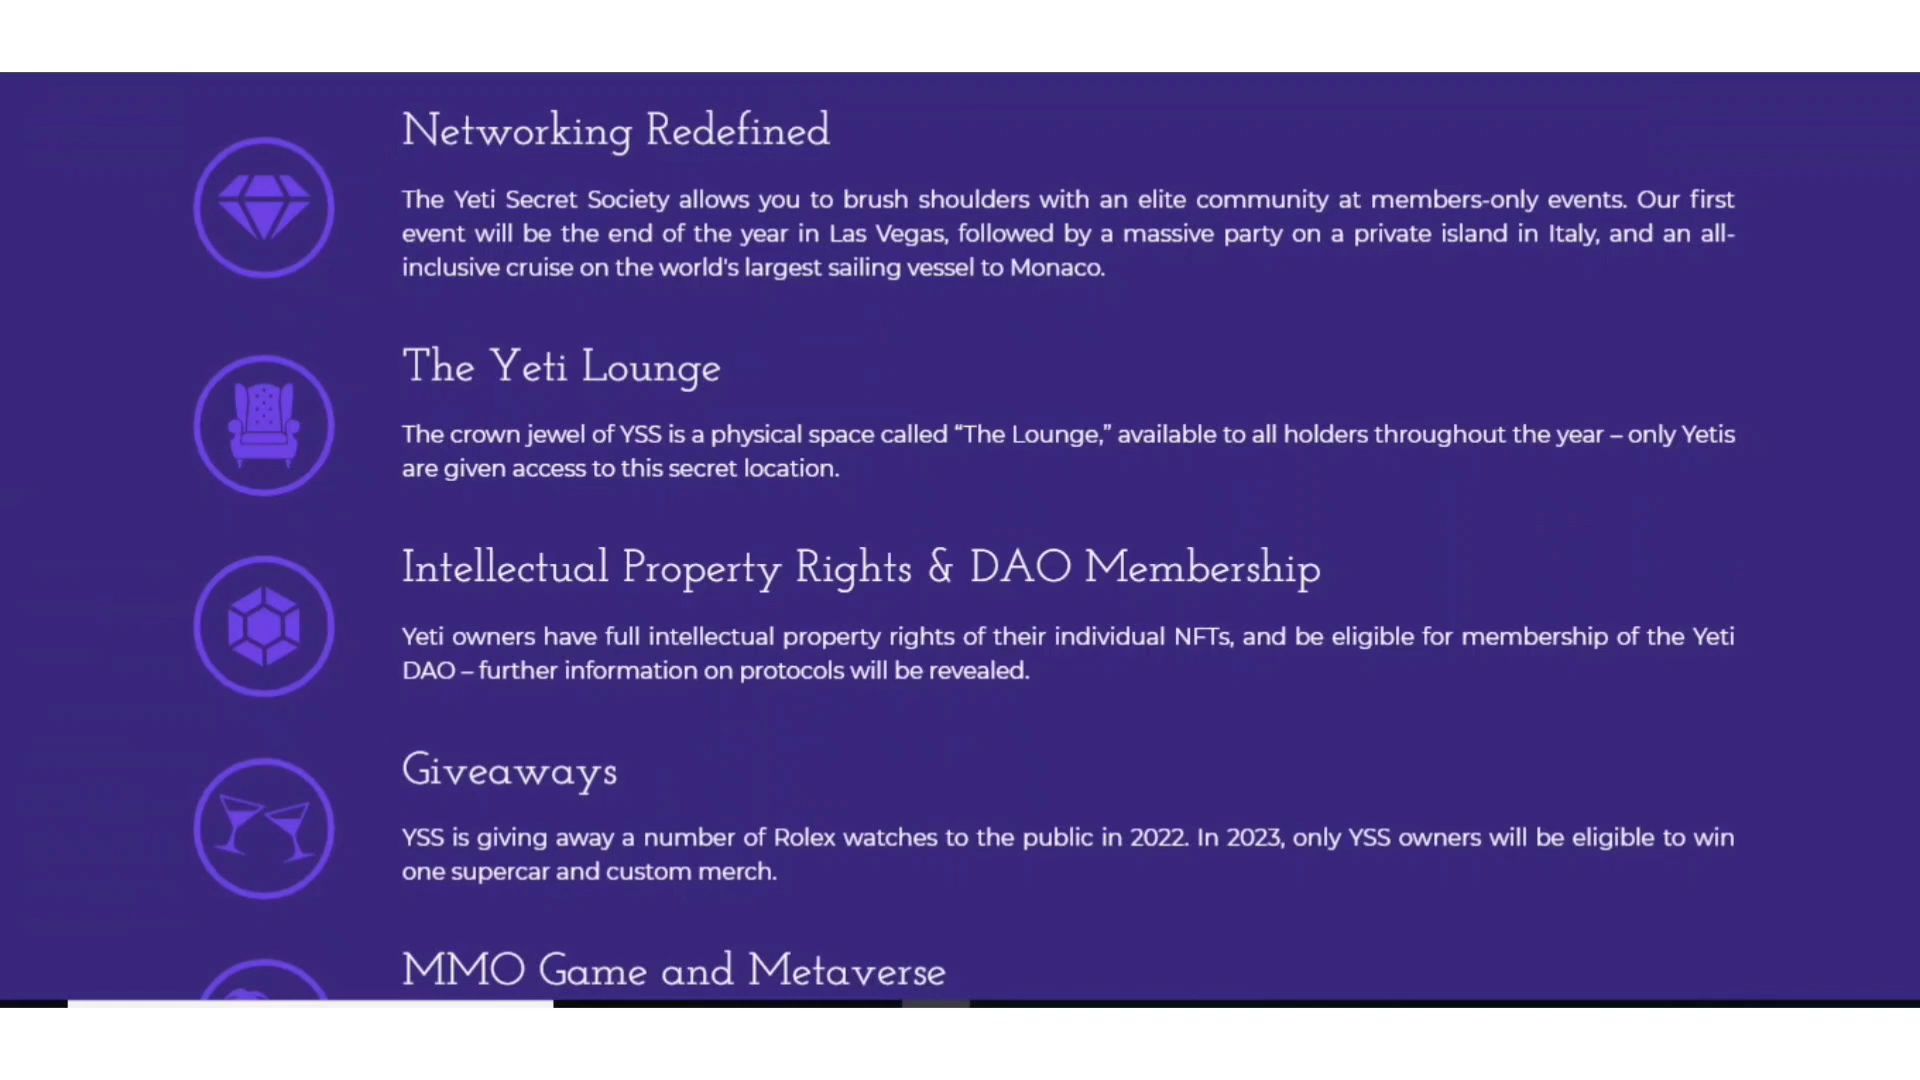 Networking Redefined
The Yeti Secret Society allows you to brush shoulders with an elite community at members-only events. Our first
event will be the end of the year in Las Vegas, followed by a massive party on a private island in Italy, and an all-
inclusive cruise on the world's largest sailing vessel to Monaco.
The Yeti Lounge
The crown jewel of YSS is a physical space called “The Lounge,” available to all holders throughout the year – only Yetis
are given access to this secret location.
Intellectual Property Rights & DAO Membership
Yeti owners have full intellectual property rights of their individual NFTs, and be eligible for membership of the Yeti
DAO – further information on protocols will be revealed.
Giveaways
YSS is giving away a number of Rolex watches to the public in 2022. In 2023, only YSS owners will be eligible to win
one supercar and custom merch.
MMO Game and Metaverse